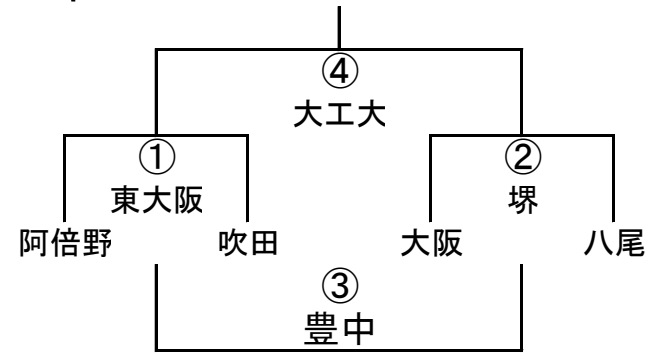 ④
大工大
① ②
東大阪 堺
阿倍野 吹田 大阪 八尾
③
豊中